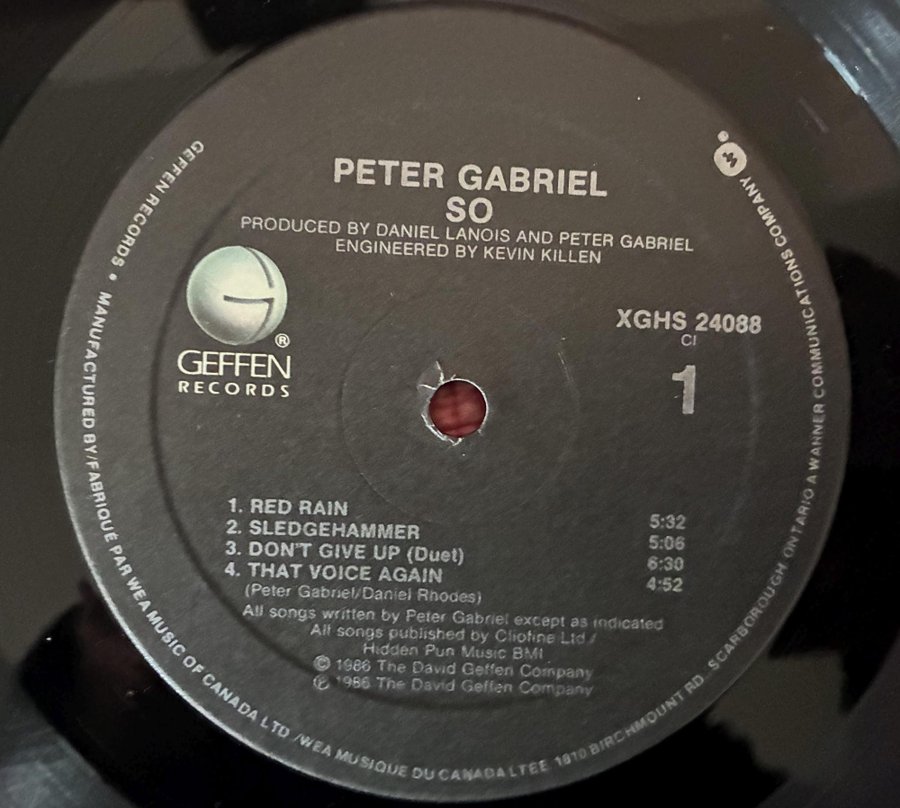 PETER GABRIEL
SO
PRODUCED BY DANIEL LANOIS AND PETER GABRIEL
ENGINEERED BY KEVIN KILLEN
G
®
GEFFEN
RECORDS
XGHS 24088
CI
1
1. RED RAIN 5:32
2. SLEDGEHAMMER 5:06
3. DON'T GIVE UP (Duet) 6:30
4. THAT VOICE AGAIN 4:52
(Peter Gabriel/Daniel Rhodes)
All songs written by Peter Gabriel except as indicated
All songs published by Cliofine Ltd./
Hidden Pun Music BMI
© 1986 The David Geffen Company
℗ 1986 The David Geffen Company
GEFFEN RECORDS • MANUFACTURED BY/FABRIQUÉ PAR WEA MUSIC OF CANADA LTD./WEA MUSIQUE DU CANADA LTEE. 1810 BIRCHMOUNT RD. SCARBOROUGH ONTARIO A WARNER COMMUNICATIONS COMPANY